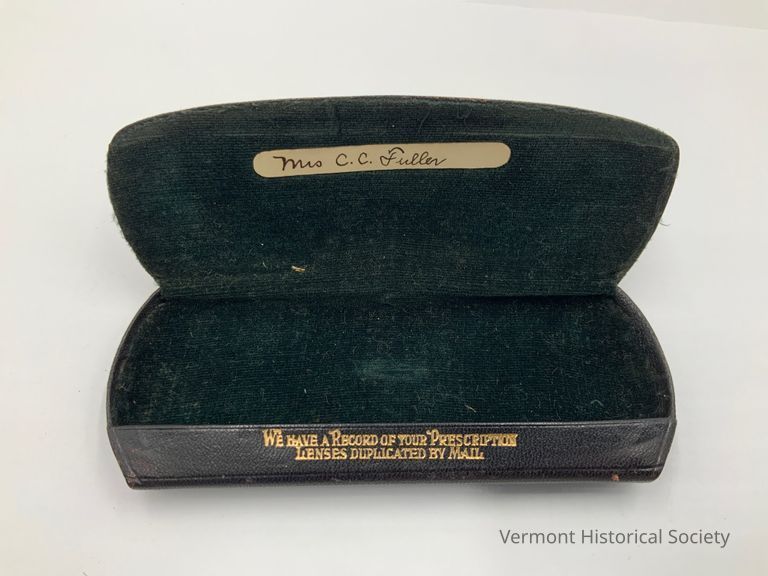 Mrs C.C. Fuller
WE HAVE A RECORD OF YOUR PRESCRIPTION
LENSES DUPLICATED BY MAIL
Vermont Historical Society